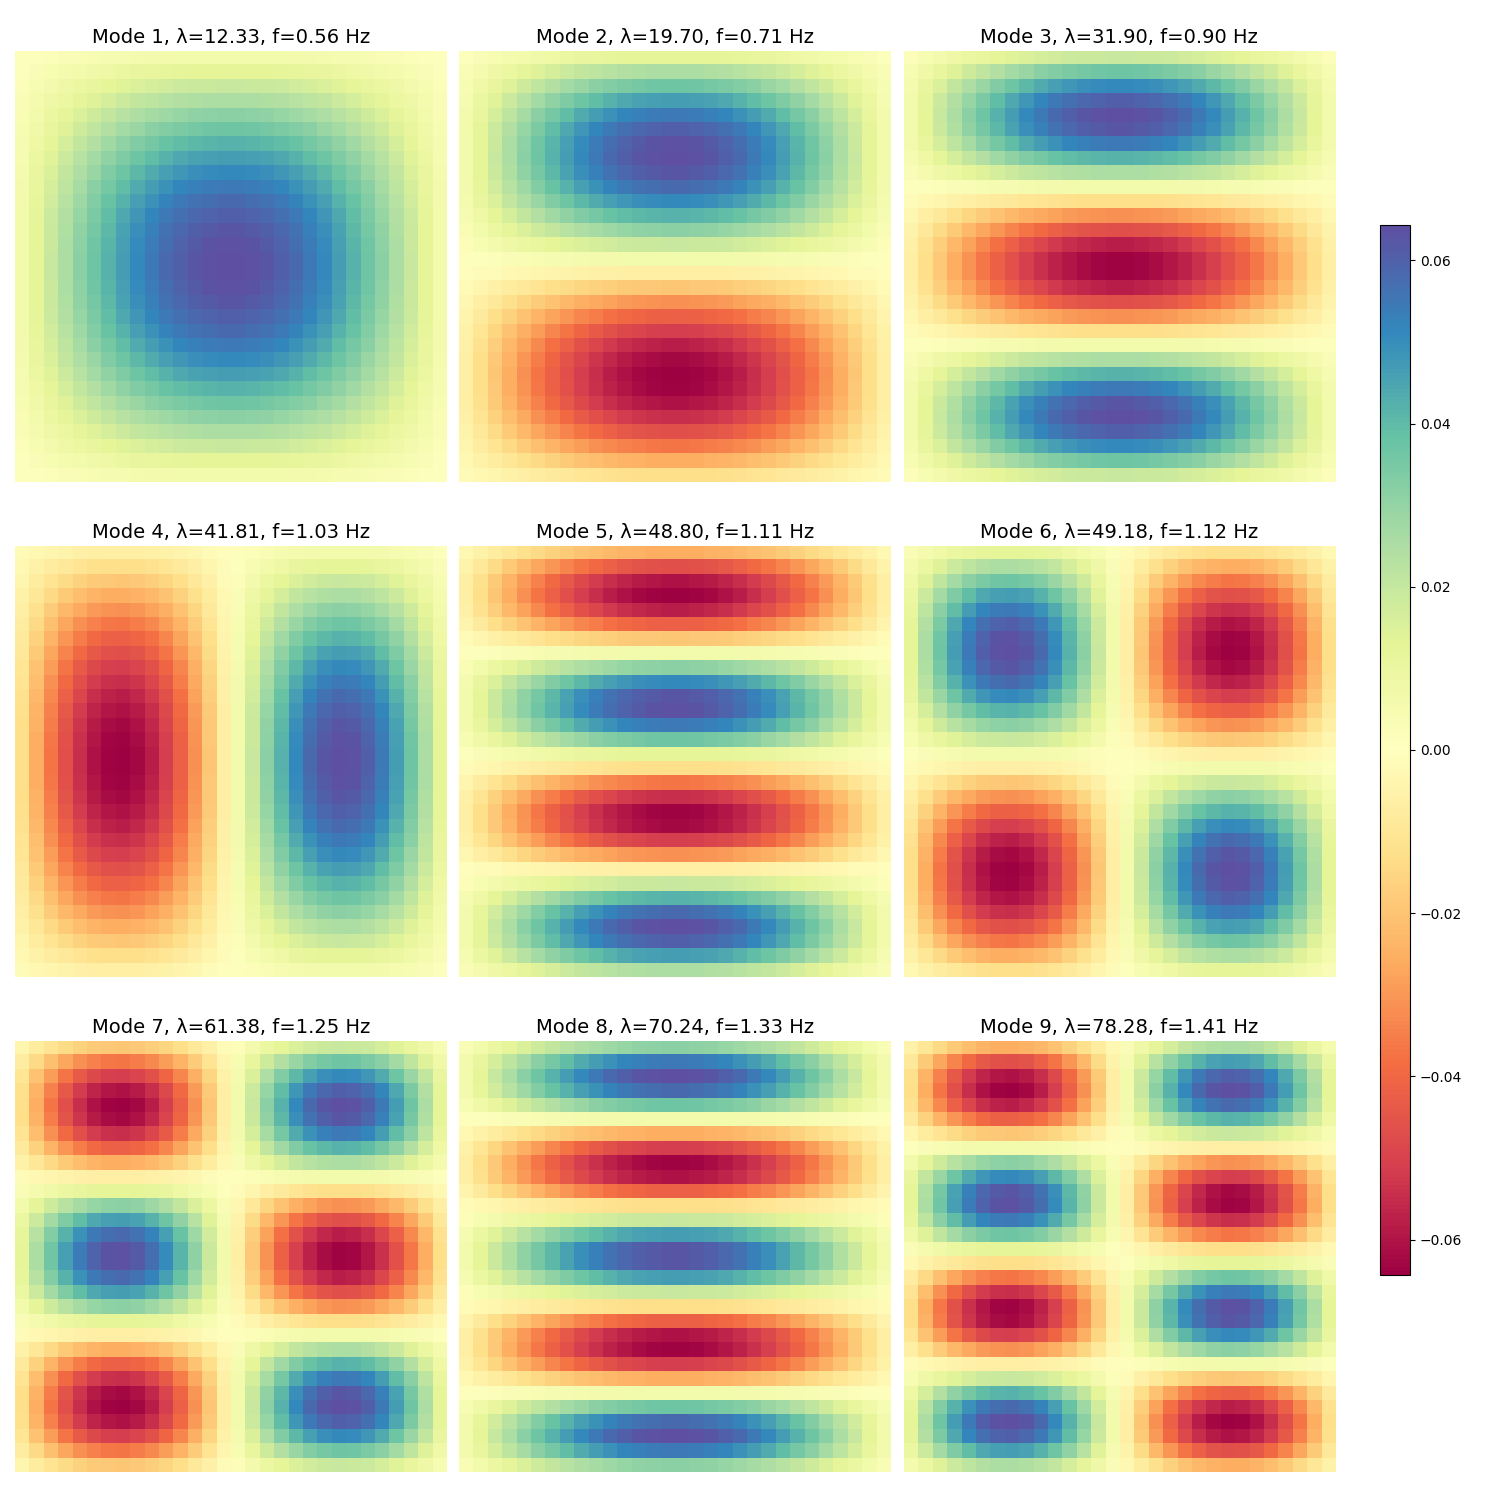 Mode 1, λ=12.33, f=0.56 Hz
Mode 2, λ=19.70, f=0.71 Hz
Mode 3, λ=31.90, f=0.90 Hz
Mode 4, λ=41.81, f=1.03 Hz
Mode 5, λ=48.80, f=1.11 Hz
Mode 6, λ=49.18, f=1.12 Hz
Mode 7, λ=61.38, f=1.25 Hz
Mode 8, λ=70.24, f=1.33 Hz
Mode 9, λ=78.28, f=1.41 Hz
0.06
0.04
0.02
0.00
−0.02
−0.04
−0.06